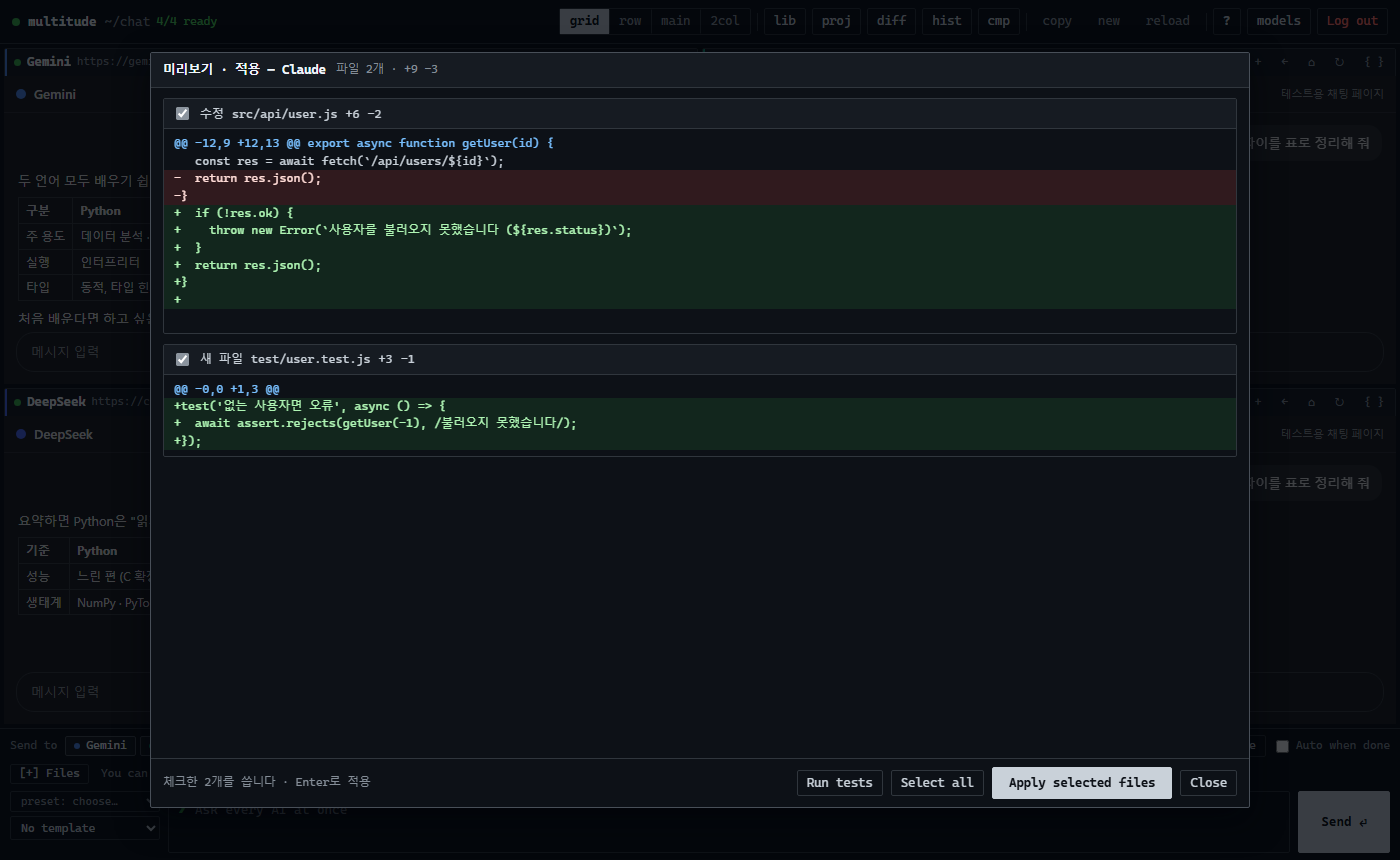 multitude ~/chat 4/4 ready
grid row main 2col lib proj diff hist cmp copy new reload ? models Log out
Gemini https://gem
Gemini
테스트용 채팅 페이지
이를 표로 정리해 줘
두 언어 모두 배우기 쉽
구분 Python
주 용도 데이터 분석 ·
실행 인터프리터
타입 동적, 타입 힌
처음 배운다면 하고 싶은
메시지 입력
DeepSeek https://c
DeepSeek
테스트용 채팅 페이지
차이를 표로 정리해 줘
요약하면 Python은 "읽
기준 Python
성능 느린 편 (C 확장
생태계 NumPy · PyTo
메시지 입력
미리보기 · 적용 — Claude 파일 2개 · +9 −3
수정 src/api/user.js +6 −2
@@ -12,9 +12,13 @@ export async function getUser(id) {
const res = await fetch(`/api/users/${id}`);
- return res.json();
-}
+ if (!res.ok) {
+ throw new Error(`사용자를 불러오지 못했습니다 (${res.status})`);
+ }
+ return res.json();
+}
+
새 파일 test/user.test.js +3 −1
@@ -0,0 +1,3 @@
+test('없는 사용자면 오류', async () => {
+ await assert.rejects(getUser(-1), /불러오지 못했습니다/);
+});
체크한 2개를 씁니다 · Enter로 적용
Run tests Select all Apply selected files Close
Send to Gemini
Auto when done
[+] Files You can
preset: choose…
No template
Ask every AI at once
Send ↵